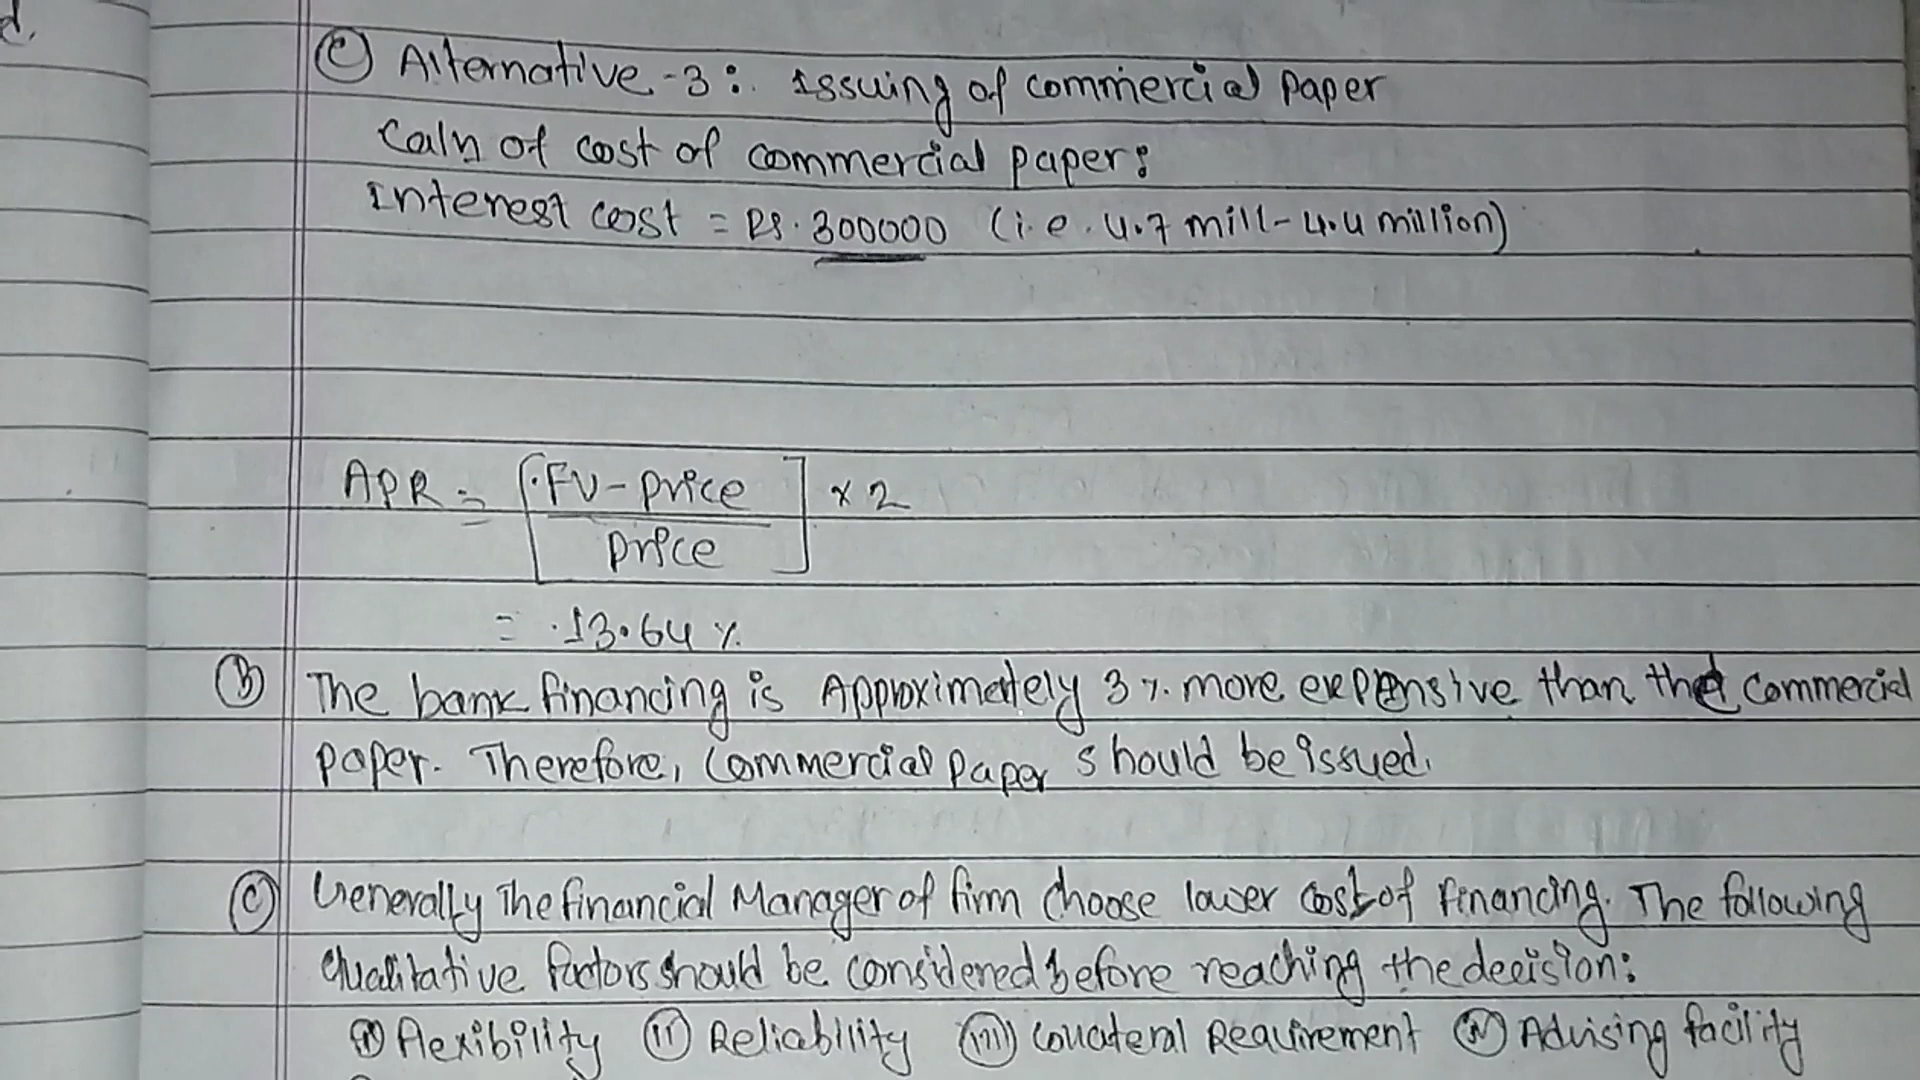 d.
(c) Alternative-3: Issuing of commercial paper
Caln of cost of commercial paper:
Interest cost = Rs. 300000 (i.e. 4.7 mill - 4.4 million)
APR = [FV - price / price] × 2
= 13.64 %
(b) The bank financing is Approximately 3 % more expensive than the commercial
paper. Therefore, Commercial paper should be issued.
(c) Generally The financial Manager of firm choose lower cost of financing. The following
qualitative factors should be considered before reaching the decision:
(i) flexibility (ii) Reliability (iii) Collateral Requirement (iv) Advising facility